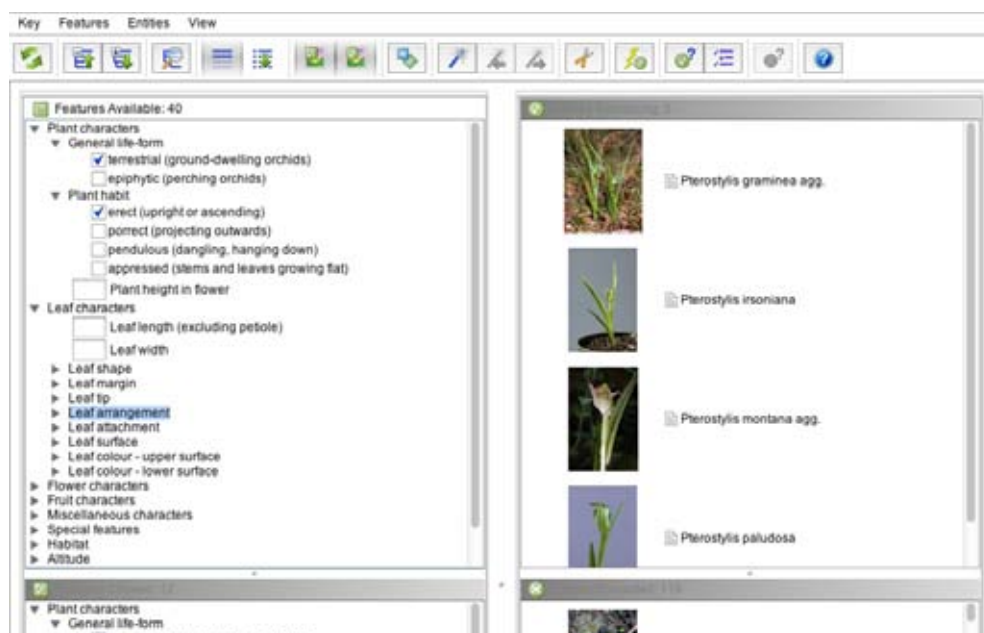 Key Features Entities View
Features Available: 40
Plant characters
General life-form
terrestrial (ground-dwelling orchids)
epiphytic (perching orchids)
Plant habit
erect (upright or ascending)
porrect (projecting outwards)
pendulous (dangling, hanging down)
appressed (stems and leaves growing flat)
Plant height in flower
Leaf characters
Leaf length (excluding petiole)
Leaf width
Leaf shape
Leaf margin
Leaf tip
Leaf arrangement
Leaf attachment
Leaf surface
Leaf colour - upper surface
Leaf colour - lower surface
Flower characters
Fruit characters
Miscellaneous characters
Special features
Habitat
Altitude
Plant characters
General life-form
Pterostylis graminea agg.
Pterostylis irsoniana
Pterostylis montana agg.
Pterostylis paludosa